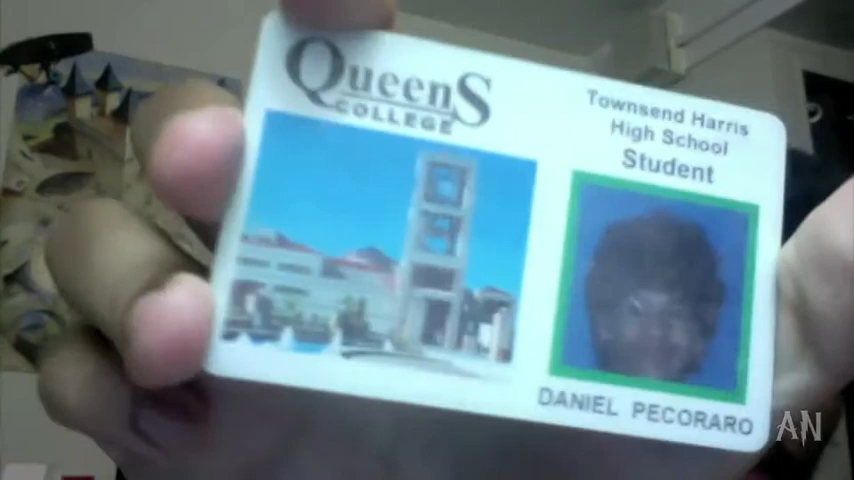 QueenS
COLLEGE
Townsend Harris
High School
Student
DANIEL PECORARO
AN